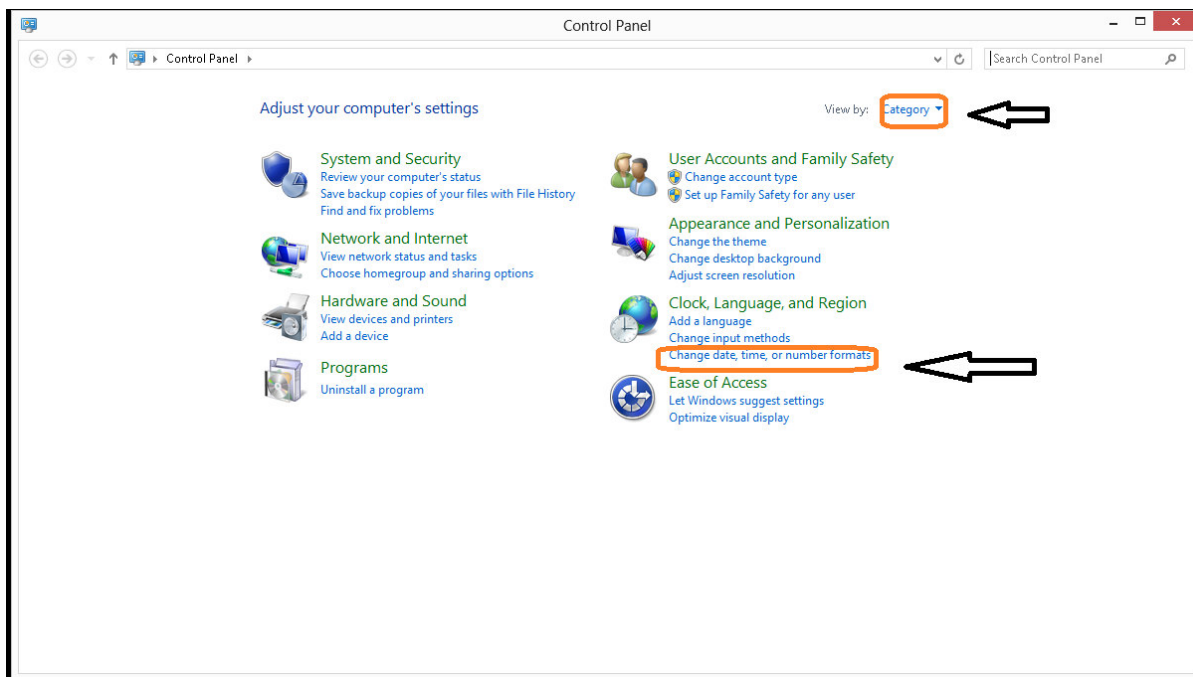 Control Panel
Control Panel
Search Control Panel
Adjust your computer's settings
View by: Category
System and Security
Review your computer's status
Save backup copies of your files with File History
Find and fix problems
Network and Internet
View network status and tasks
Choose homegroup and sharing options
Hardware and Sound
View devices and printers
Add a device
Programs
Uninstall a program
User Accounts and Family Safety
Change account type
Set up Family Safety for any user
Appearance and Personalization
Change the theme
Change desktop background
Adjust screen resolution
Clock, Language, and Region
Add a language
Change input methods
Change date, time, or number formats
Ease of Access
Let Windows suggest settings
Optimize visual display